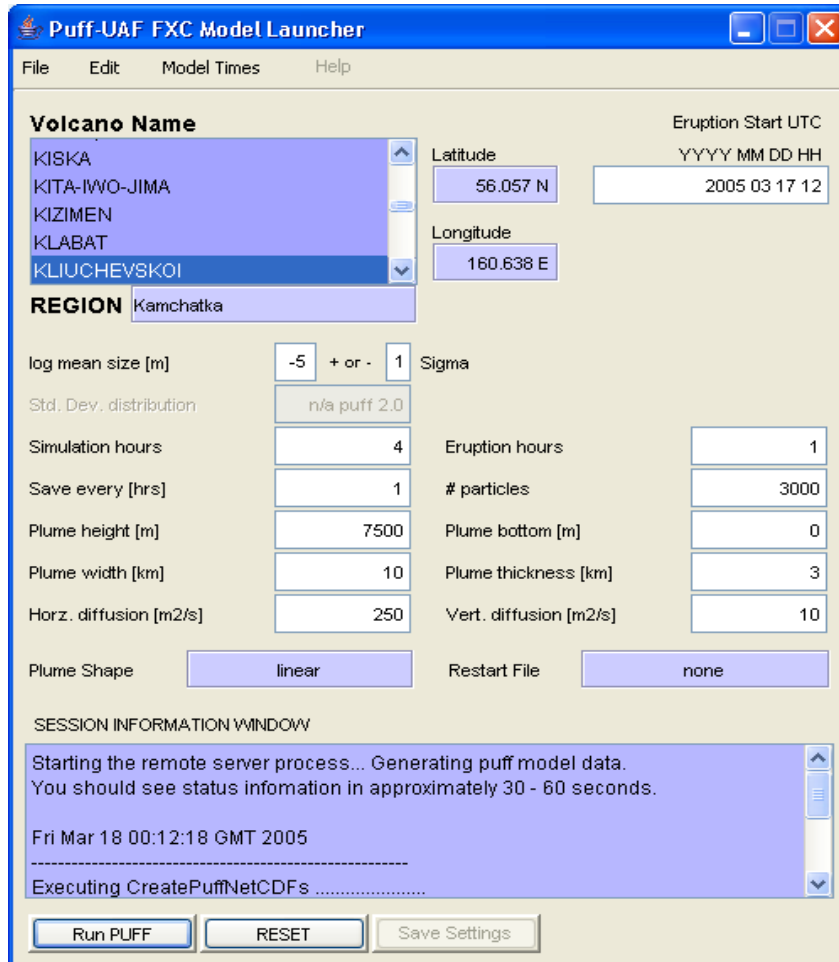 Puff-UAF FXC Model Launcher
File Edit Model Times Help
Volcano Name
KISKA
KITA-IWO-JIMA
KIZIMEN
KLABAT
KLIUCHEVSKOI
Latitude
56.057 N
Longitude
160.638 E
Eruption Start UTC
YYYY MM DD HH
2005 03 17 12
REGION Kamchatka
log mean size [m] -5 + or - 1 Sigma
Std. Dev. distribution n/a puff 2.0
Simulation hours 4 Eruption hours 1
Save every [hrs] 1 # particles 3000
Plume height [m] 7500 Plume bottom [m] 0
Plume width [km] 10 Plume thickness [km] 3
Horz. diffusion [m2/s] 250 Vert. diffusion [m2/s] 10
Plume Shape linear Restart File none
SESSION INFORMATION WINDOW
Starting the remote server process... Generating puff model data.
You should see status infomation in approximately 30 - 60 seconds.
Fri Mar 18 00:12:18 GMT 2005
--------------------------------------------------------
Executing CreatePuffNetCDFs ......................
Run PUFF RESET Save Settings